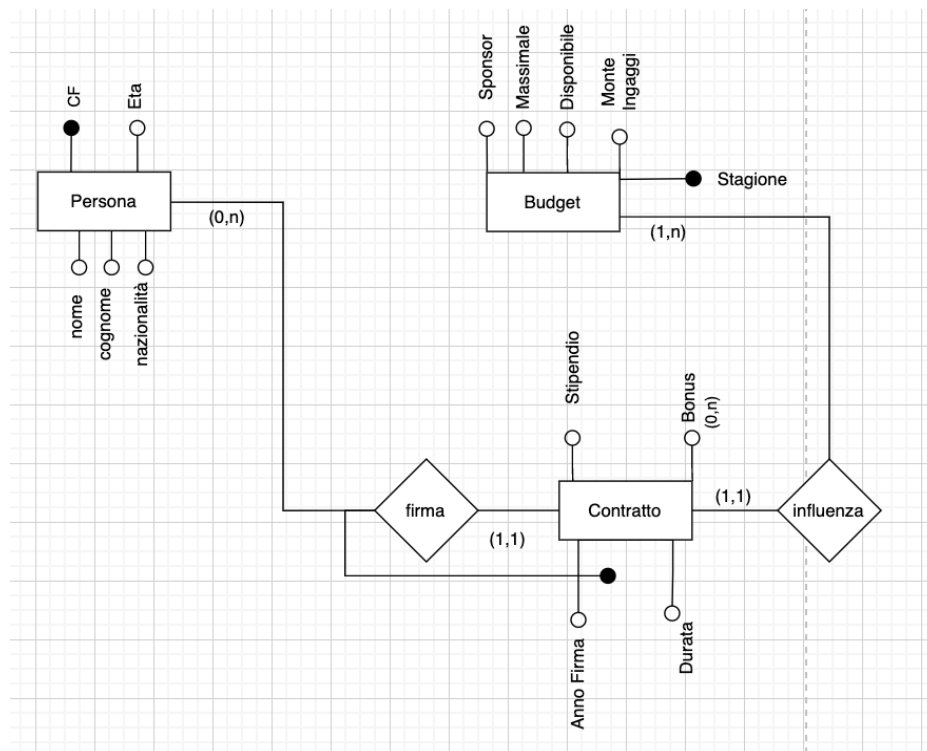 CF
Eta
Persona
(0,n)
nome
cognome
nazionalità
Sponsor
Massimale
Disponibile
Monte
Ingaggi
Stagione
Budget
(1,n)
Stipendio
Bonus
(0,n)
firma
(1,1)
Contratto
(1,1)
influenza
Anno Firma
Durata